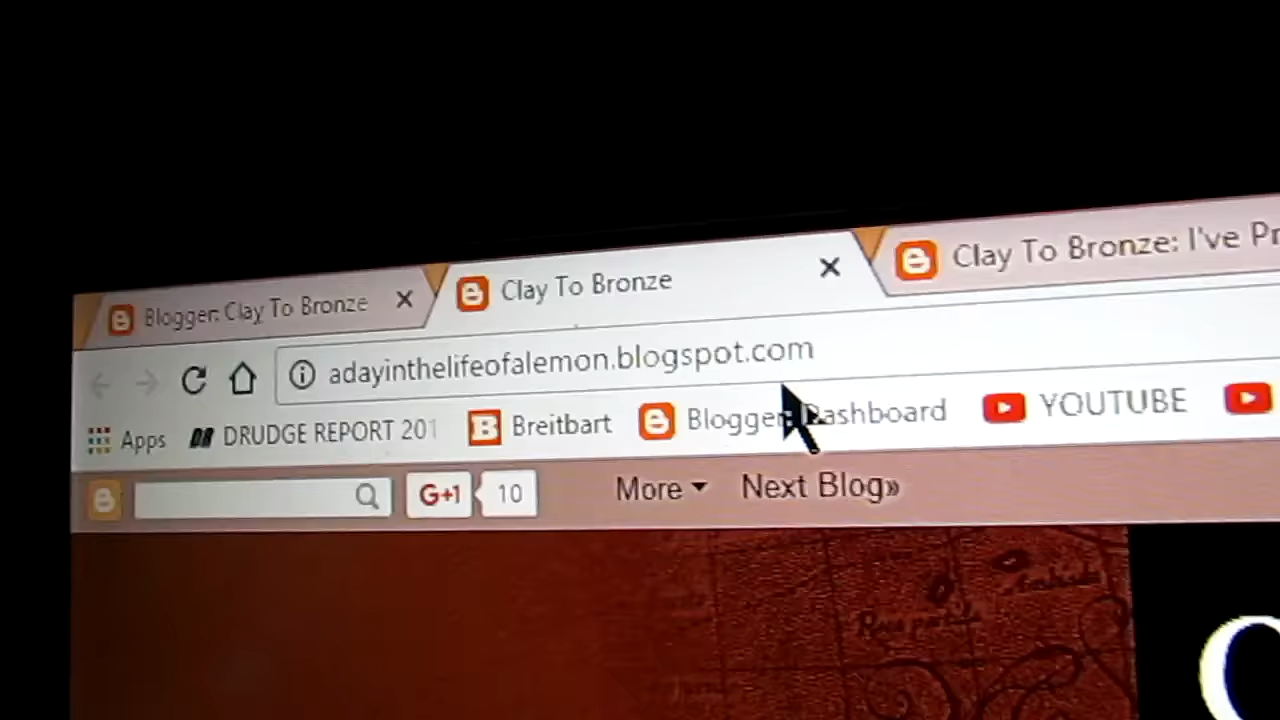 Blogger: Clay To Bronze
Clay To Bronze
Clay To Bronze: I've Pr
adayinthelifeofalemon.blogspot.com
Apps
DR DRUDGE REPORT 201
B Breitbart
Blogger: Dashboard
YOUTUBE
G+1
10
More
Next Blog»
C